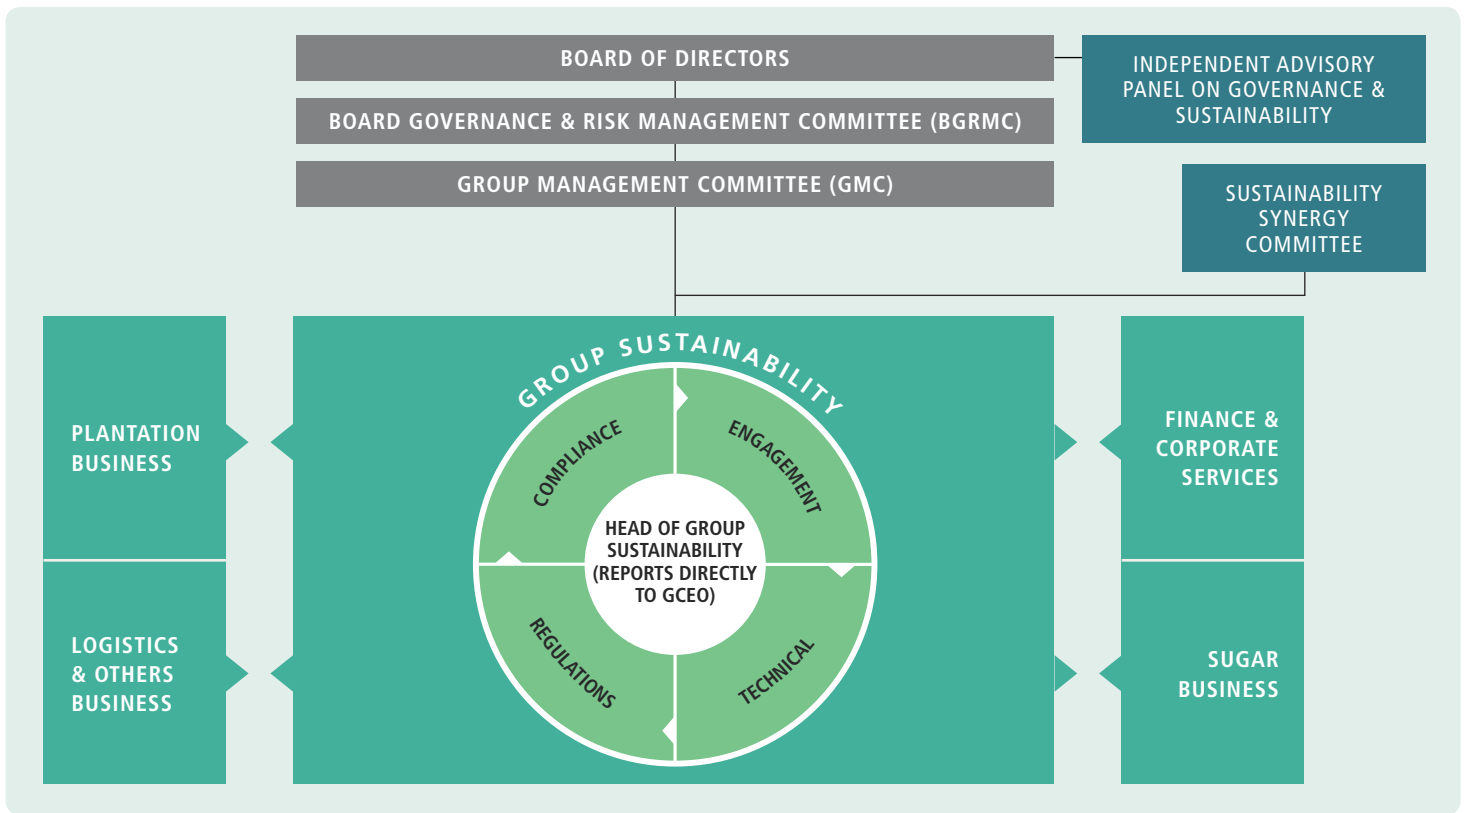 BOARD OF DIRECTORS
INDEPENDENT ADVISORY
PANEL ON GOVERNANCE &
SUSTAINABILITY
BOARD GOVERNANCE & RISK MANAGEMENT COMMITTEE (BGRMC)
GROUP MANAGEMENT COMMITTEE (GMC)
SUSTAINABILITY
SYNERGY
COMMITTEE
PLANTATION
BUSINESS
LOGISTICS
& OTHERS
BUSINESS
GROUP SUSTAINABILITY
COMPLIANCE
ENGAGEMENT
HEAD OF GROUP
SUSTAINABILITY
(REPORTS DIRECTLY
TO GCEO)
REGULATIONS
TECHNICAL
FINANCE &
CORPORATE
SERVICES
SUGAR
BUSINESS